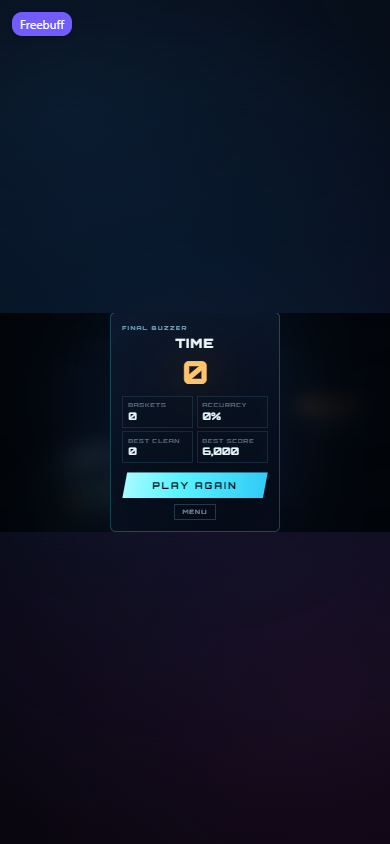 Freebuff
FINAL BUZZER
TIME
0
BASKETS
0
ACCURACY
0%
BEST CLEAN
0
BEST SCORE
6,000
PLAY AGAIN
MENU